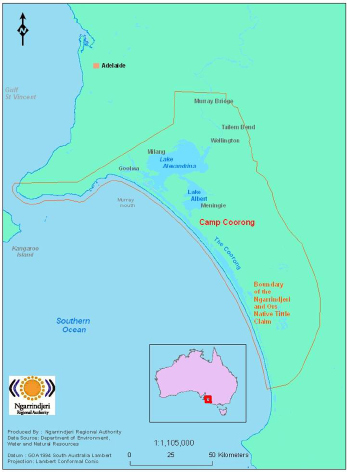 N
Adelaide
Gulf
St Vincent
Murray Bridge
Tailem Bend
Wellington
Milang
Lake
Alexandrina
Goolwa
Lake
Albert
Meningie
Murray
Mouth
Camp Coorong
The Coorong
Kangaroo
Island
Boundary
of the
Ngarrindjeri
and Ors
Native Tittle
Claim
Southern
Ocean
Ngarrindjeri
Regional Authority
Produced By : Ngarrindjeri Regional Authority
Data Source: Department of Environment,
Water and Natural Resources
Datum : GDA1994 South Australia Lambert
Projection: Lambert Conformal Conic
1:1,105,000
0 25 50 Kilometers